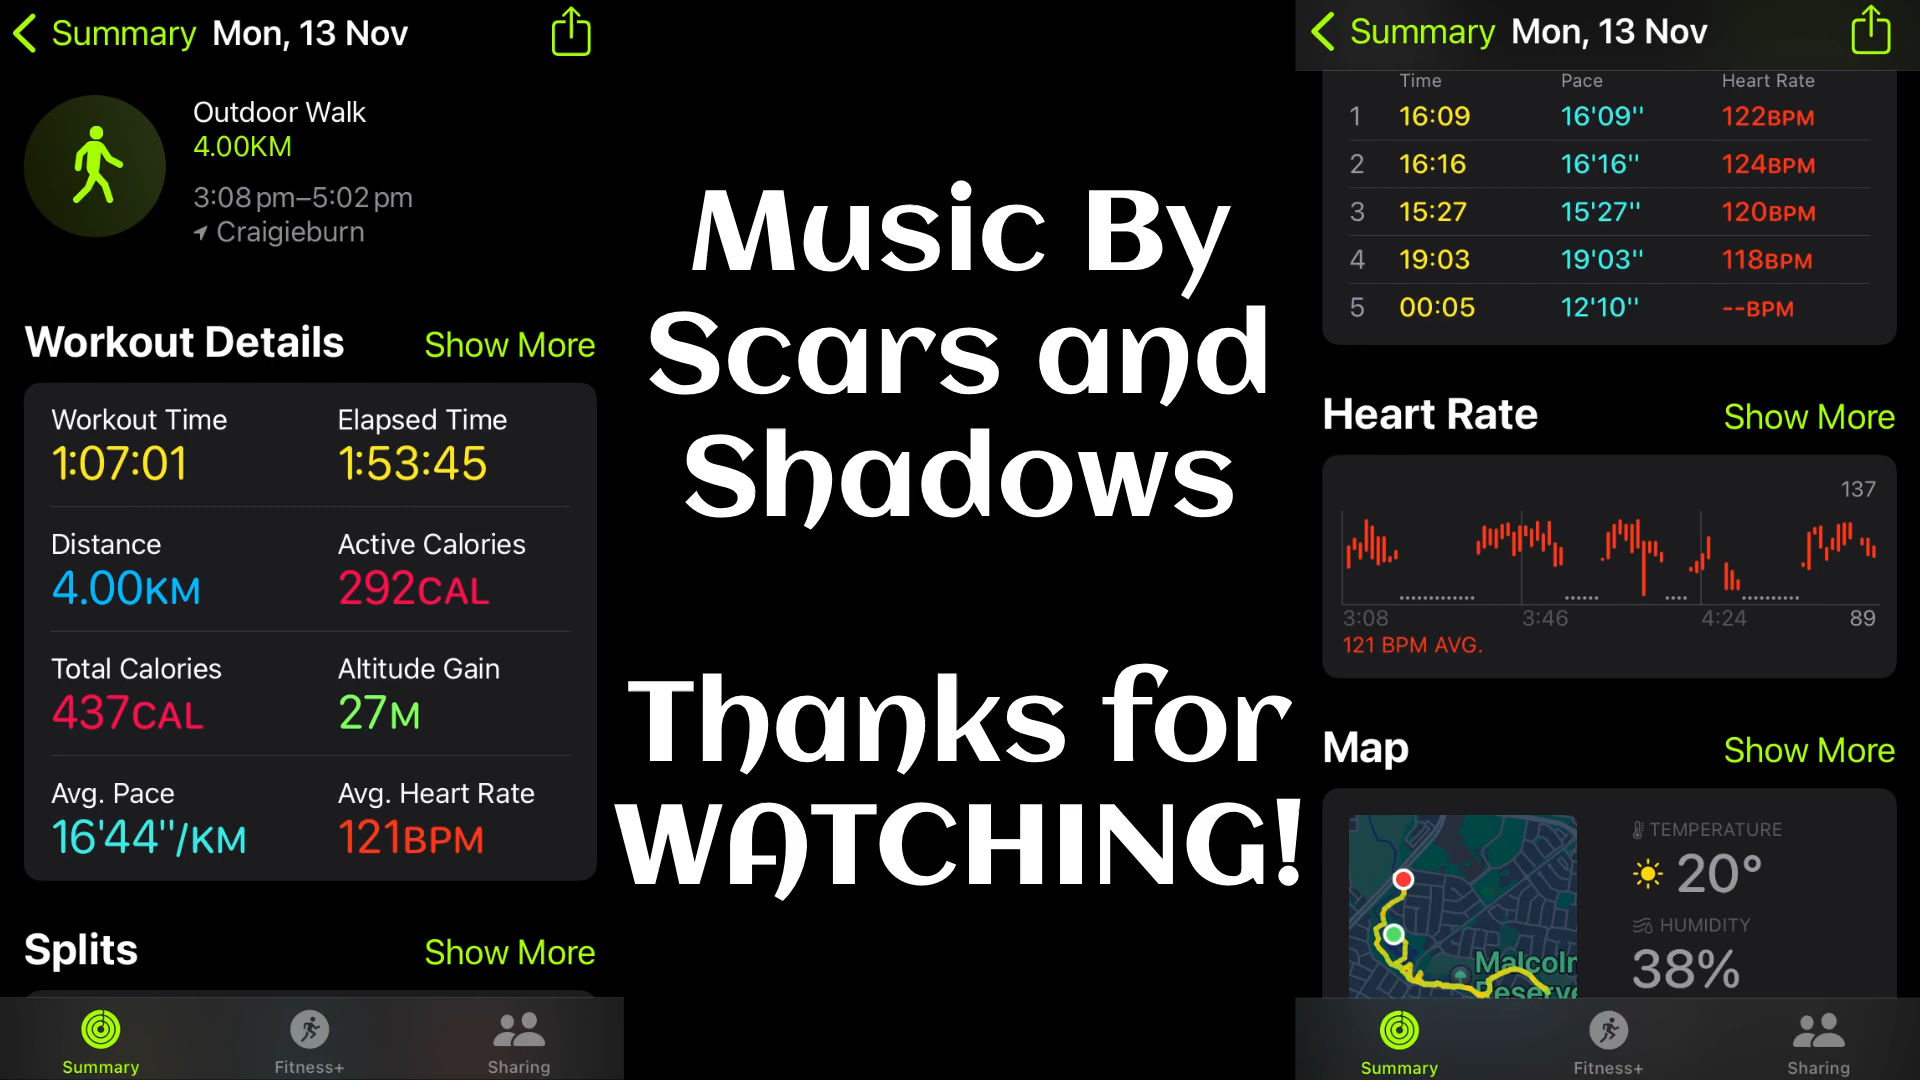 Summary Mon, 13 Nov
Outdoor Walk
4.00KM
3:08 pm–5:02 pm
Craigieburn
Workout Details Show More
Workout Time Elapsed Time
1:07:01 1:53:45
Distance Active Calories
4.00KM 292CAL
Total Calories Altitude Gain
437CAL 27M
Avg. Pace Avg. Heart Rate
16'44"/KM 121BPM
Splits Show More
Summary Fitness+ Sharing
Music By
Scars and
Shadows
Thanks for
WATCHING!
Summary Mon, 13 Nov
Time Pace Heart Rate
1 16:09 16'09'' 122BPM
2 16:16 16'16'' 124BPM
3 15:27 15'27'' 120BPM
4 19:03 19'03'' 118BPM
5 00:05 12'10'' --BPM
Heart Rate Show More
137
3:08 3:46 4:24 89
121 BPM AVG.
Map Show More
TEMPERATURE
20°
HUMIDITY
38%
Malcolm
Reserve
Summary Fitness+ Sharing